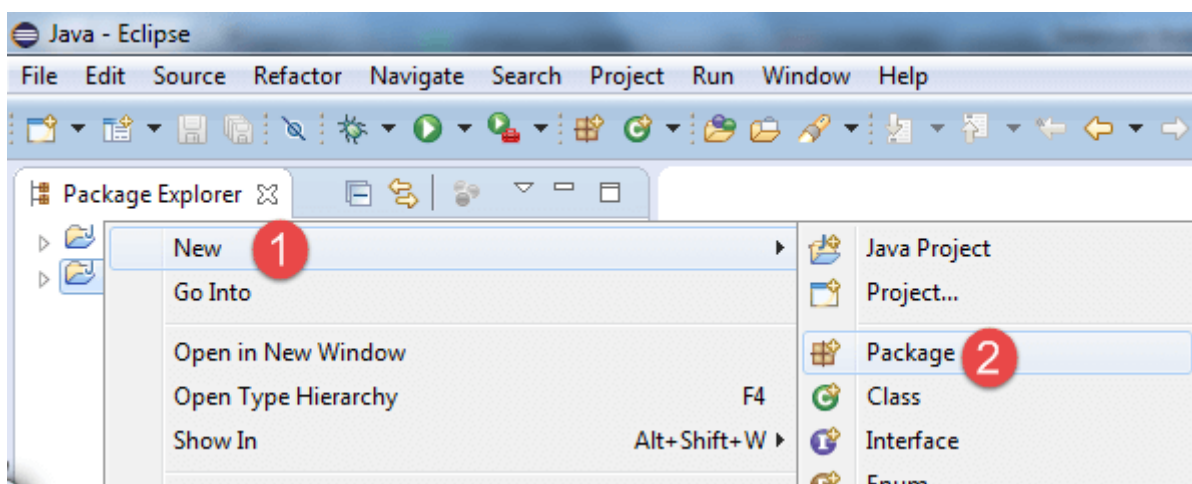 Java - Eclipse
File Edit Source Refactor Navigate Search Project Run Window Help
Package Explorer
New 1
Java Project
Go Into
Project...
Open in New Window
Package 2
Open Type Hierarchy F4
Class
Show In Alt+Shift+W
Interface
Enum